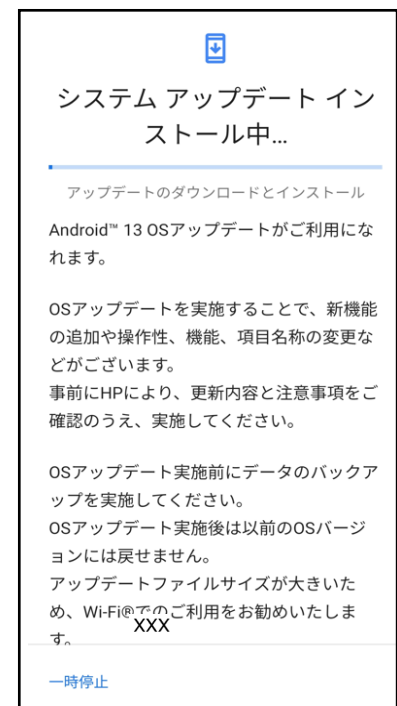 システム アップデート イン
ストール中...
アップデートのダウンロードとインストール
Android™ 13 OSアップデートがご利用にな
れます。
OSアップデートを実施することで、新機能
の追加や操作性、機能、項目名称の変更な
どがございます。
事前にHPにより、更新内容と注意事項をご
確認のうえ、実施してください。
OSアップデート実施前にデータのバックア
ップを実施してください。
OSアップデート実施後は以前のOSバージ
ョンには戻せません。
アップデートファイルサイズが大きいた
め、Wi-Fi®でのご利用をお勧めいたしま
XXX
す。
一時停止